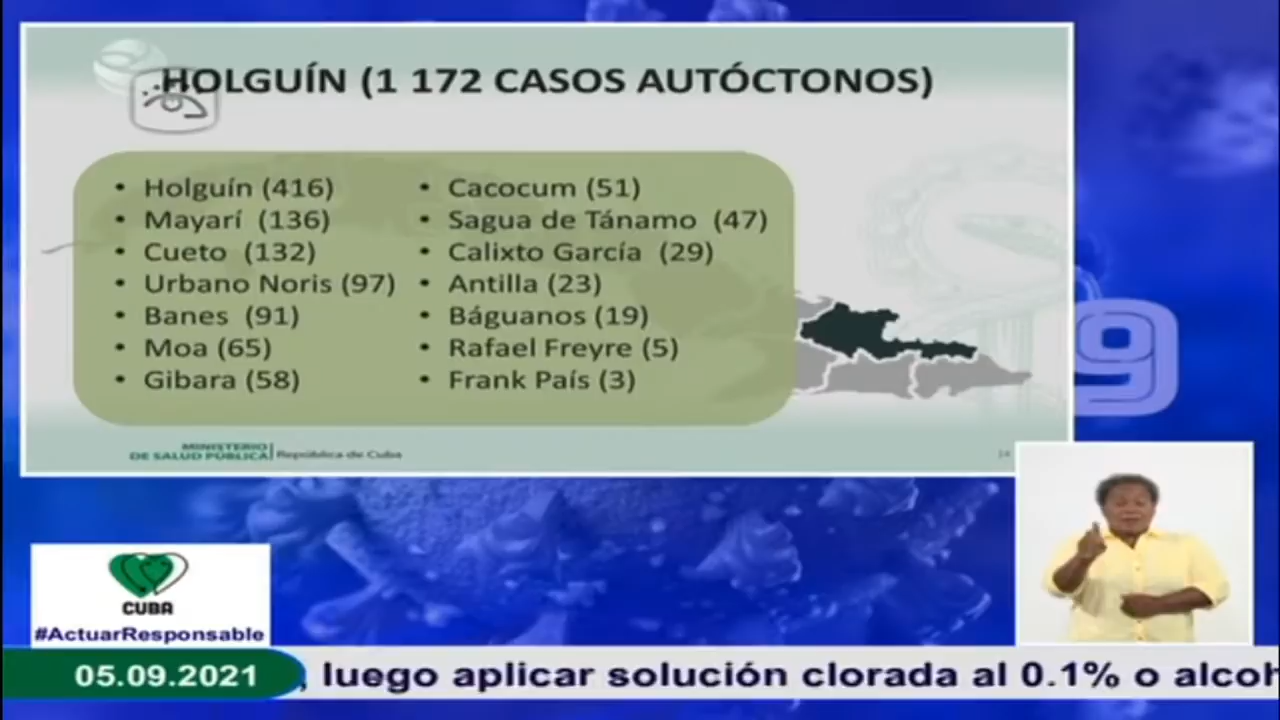 HOLGUÍN (1 172 CASOS AUTÓCTONOS)
• Holguín (416)
• Mayarí (136)
• Cueto (132)
• Urbano Noris (97)
• Banes (91)
• Moa (65)
• Gibara (58)
• Cacocum (51)
• Sagua de Tánamo (47)
• Calixto García (29)
• Antilla (23)
• Báguanos (19)
• Rafael Freyre (5)
• Frank País (3)
MINISTERIO
DE SALUD PÚBLICA República de Cuba
14
9
CUBA
#ActuarResponsable
05.09.2021
, luego aplicar solución clorada al 0.1% o alcoh